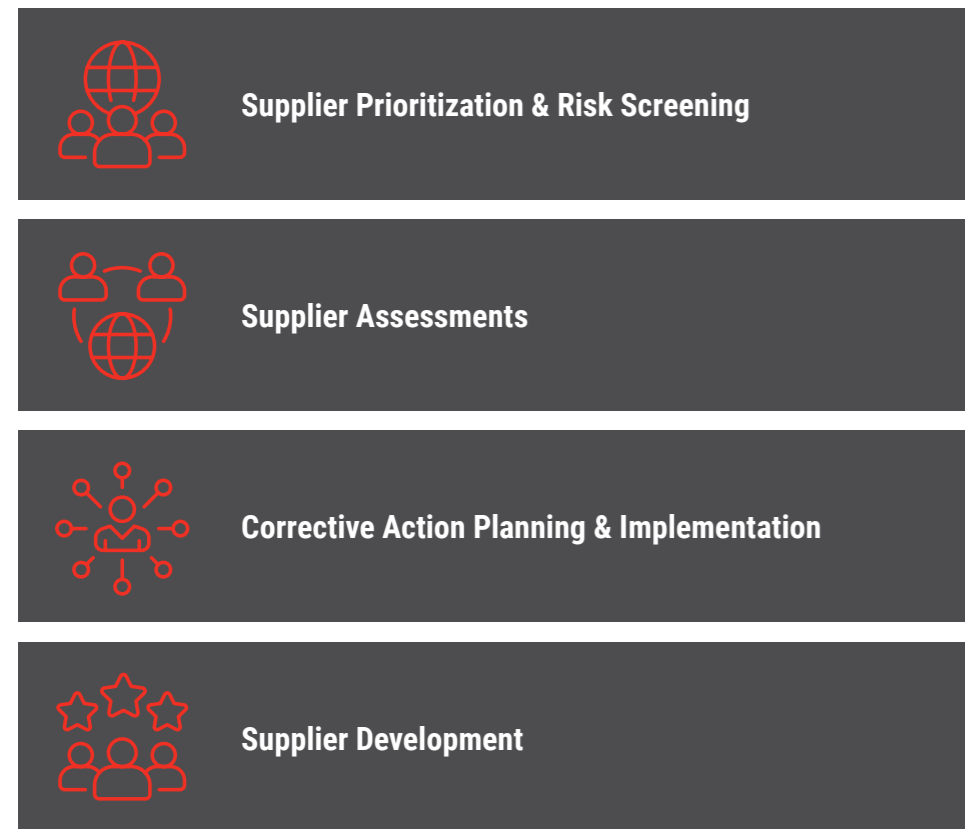 Supplier Prioritization & Risk Screening
Supplier Assessments
Corrective Action Planning & Implementation
Supplier Development